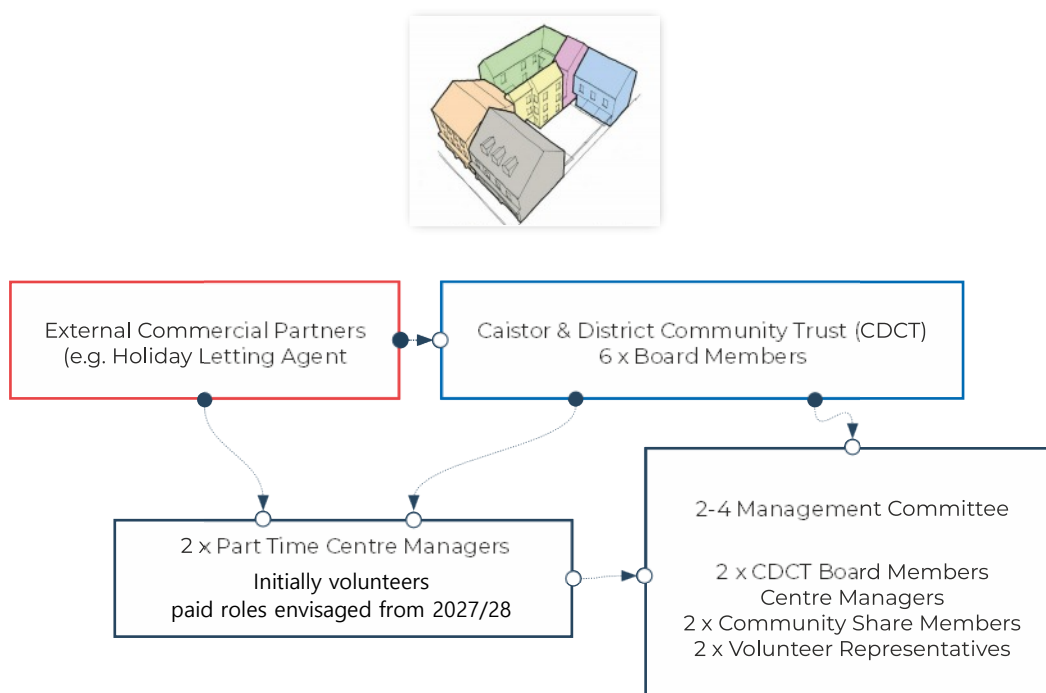 External Commercial Partners
(e.g. Holiday Letting Agent
Caistor & District Community Trust (CDCT)
6 x Board Members
2 x Part Time Centre Managers
Initially volunteers
paid roles envisaged from 2027/28
2-4 Management Committee
2 x CDCT Board Members
Centre Managers
2 x Community Share Members
2 x Volunteer Representatives